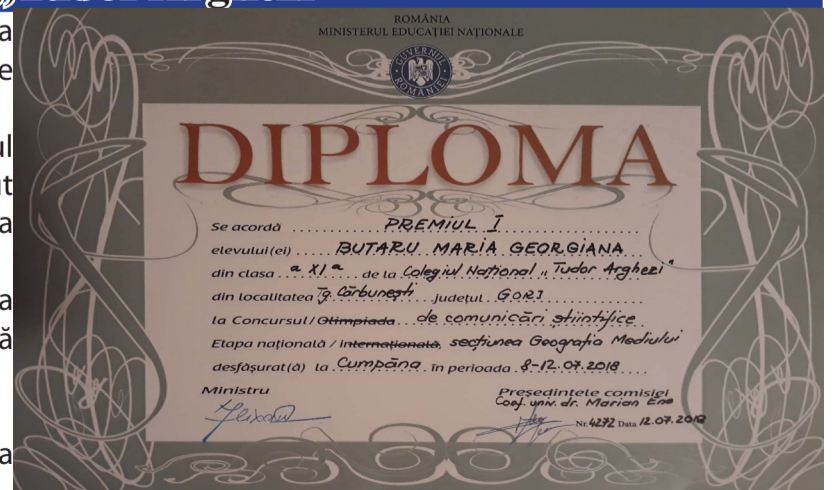 ROMÂNIA
MINISTERUL EDUCAȚIEI NAȚIONALE
GUVERNUL ROMÂNIEI
DIPLOMA
Se acordă PREMIUL I
elevului(ei) BUTARU MARIA GEORGIANA
din clasa a XI a de la Colegiul Național „Tudor Arghezi”
din localitatea Tg. Cărbunești județul GORJ
la Concursul / Olimpiada de comunicări științifice
Etapa națională / internațională, secțiunea Geografia Mediului
desfășurat(ă) la Cumpăna în perioada 8-12.07.2018
Ministru
Președintele comisiei
Conf. univ. dr. Marian Ene
Nr. 4272 Data 12.07.2018